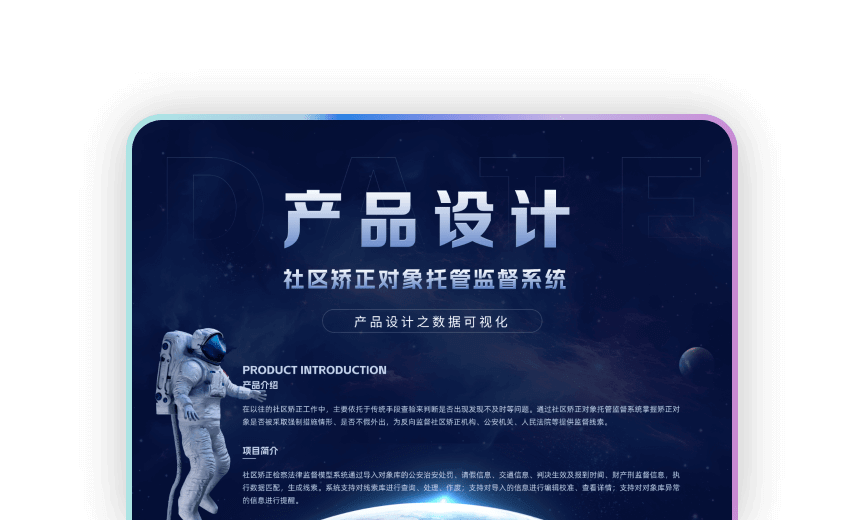 DATE
产品设计
社区矫正对象托管监督系统
产品设计之数据可视化
PRODUCT INTRODUCTION
产品介绍
在以往的社区矫正工作中，主要依托于传统手段查验来判断是否出现发现不及时等问题。通过社区矫正对象托管监督系统掌握矫正对
象是否被采取强制措施情形、是否不假外出，为反向监督社区矫正机构、公安机关、人民法院等提供监督线索。
项目简介
社区矫正检察法律监督模型系统通过导入对象库的公安治安处罚、请假信息、交通信息、判决生效及报到时间、财产刑监督信息，执
行数据匹配，生成线索。系统支持对线索库进行查询、处理、作废；支持对导入的信息进行编辑校准、查看详情；支持对对象库异常
的信息进行提醒。